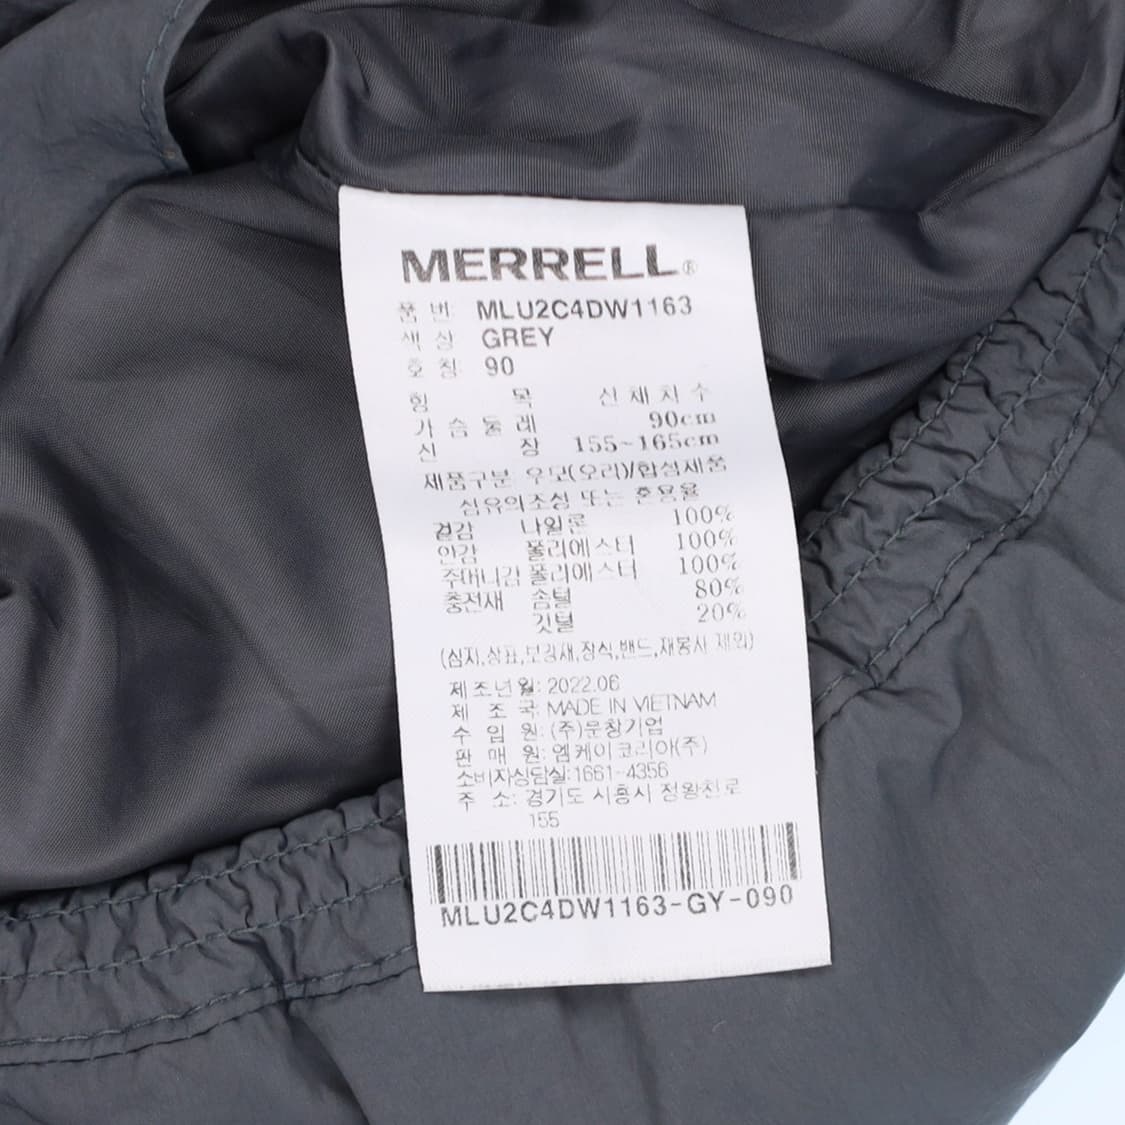 MERRELL®
품 번 MLU2C4DW1163
색 상 GREY
호 칭 90
항 목 신체치수
가슴둘레 90cm
신 장 155~165cm
제품구분 우모(오리)/합성제품
섬유의조성 또는 혼용율
겉감 나일론 100%
안감 폴리에스터 100%
주머니감 폴리에스터 100%
충전재 솜털 80%
깃털 20%
(심지,상표,보강재,장식,밴드,재봉사 제외)
제조년월: 2022.06
제 조 국: MADE IN VIETNAM
수 입 원: (주)문창기업
판 매 원: 엠케이코리아(주)
소비자상담실:1661-4356
주 소: 경기도 시흥시 정왕천로
155
MLU2C4DW1163-GY-090